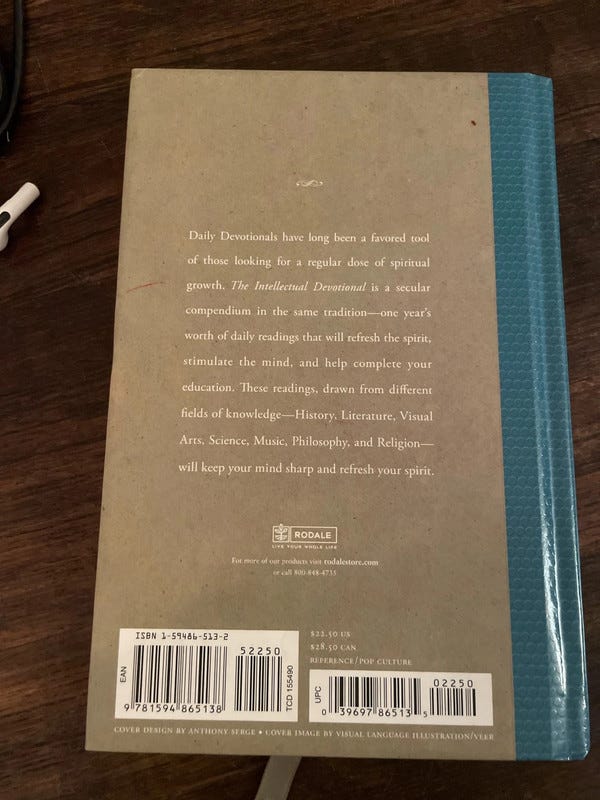 Daily Devotionals have long been a favored tool
of those looking for a regular dose of spiritual
growth. The Intellectual Devotional is a secular
compendium in the same tradition—one year's
worth of daily readings that will refresh the spirit,
stimulate the mind, and help complete your
education. These readings, drawn from different
fields of knowledge—History, Literature, Visual
Arts, Science, Music, Philosophy, and Religion—
will keep your mind sharp and refresh your spirit.
RODALE
LIVE YOUR WHOLE LIFE
For more of our products visit rodalestore.com
or call 800-848-4735
ISBN 1-59486-513-2
52250
EAN
9 781594 865138
TCD 155490
$22.50 US
$28.50 CAN
REFERENCE/POP CULTURE
UPC
02250
0 39697 86513 5
COVER DESIGN BY ANTHONY SERGE • COVER IMAGE BY VISUAL LANGUAGE ILLUSTRATION/VEER